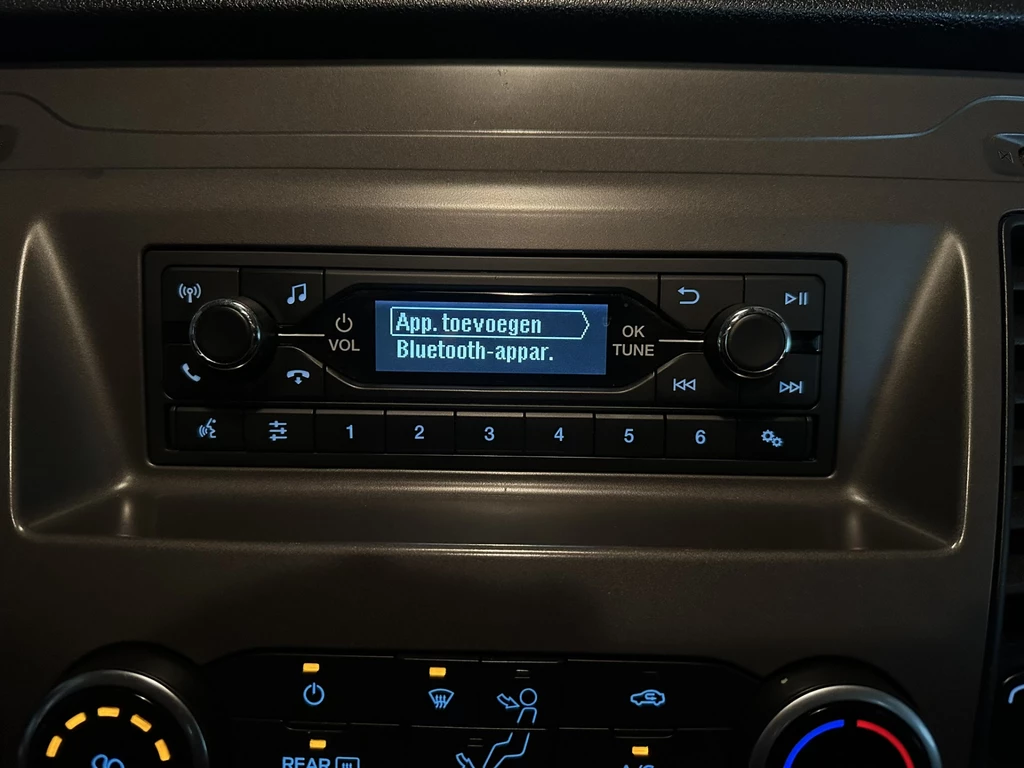 App. toevoegen
Bluetooth-appar.
VOL
OK
TUNE
1 2 3 4 5 6
REAR
A/C